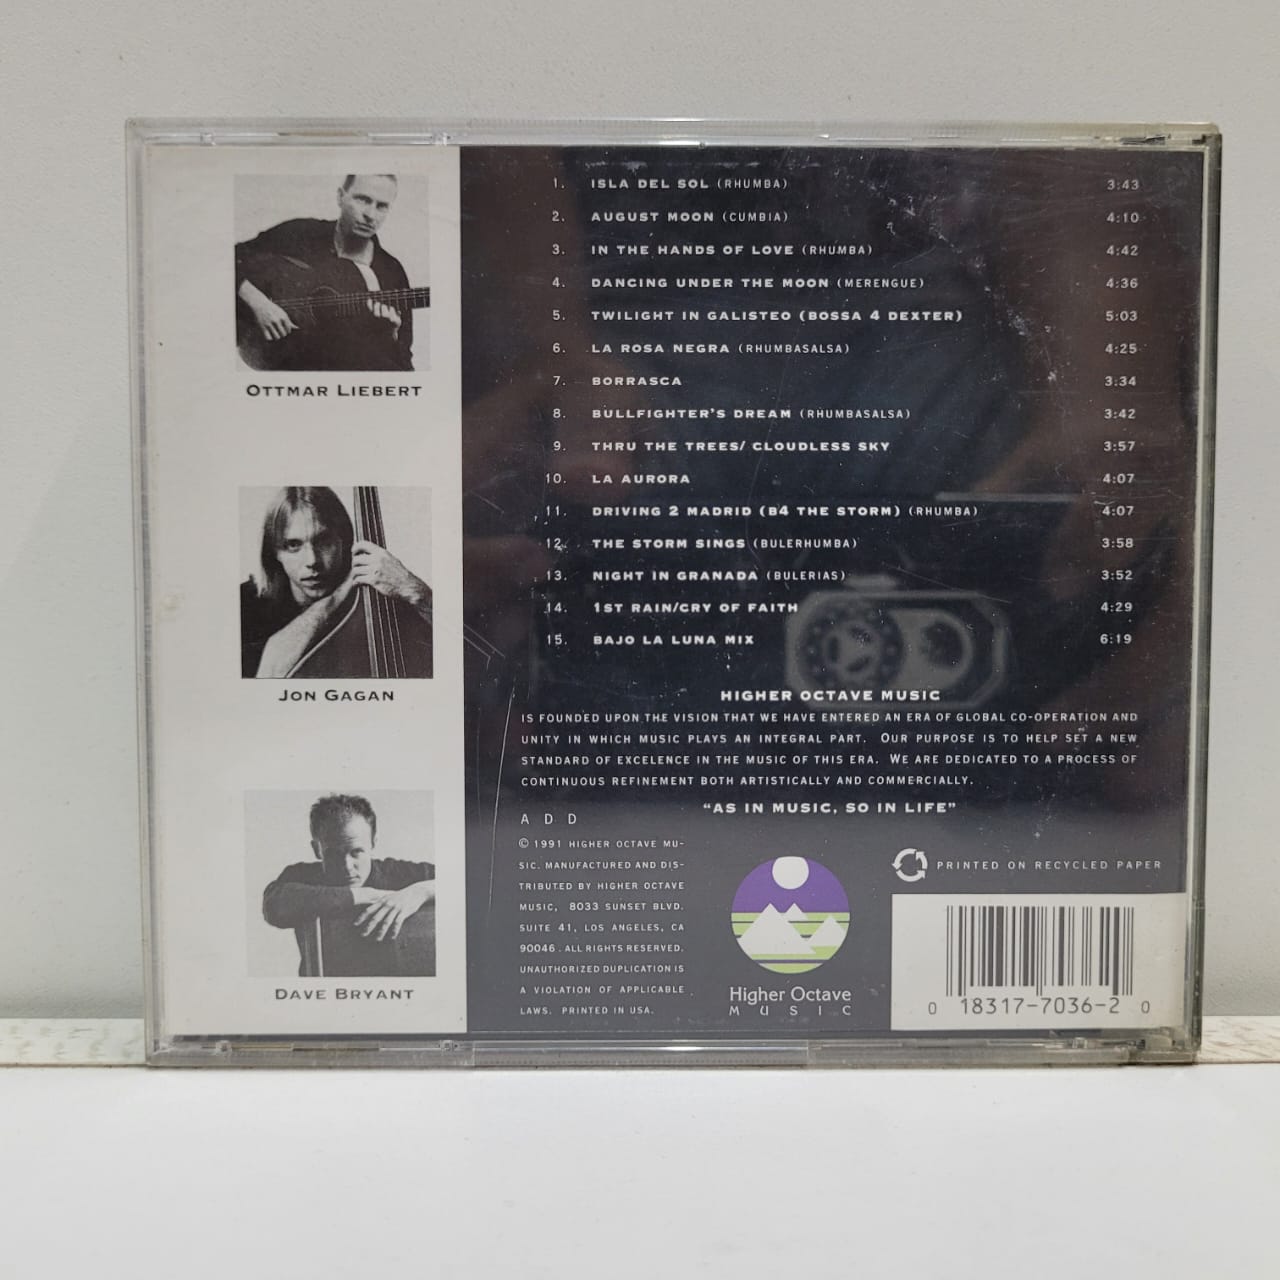 OTTMAR LIEBERT
JON GAGAN
DAVE BRYANT
1. ISLA DEL SOL (RHUMBA) 3:43
2. AUGUST MOON (CUMBIA) 4:10
3. IN THE HANDS OF LOVE (RHUMBA) 4:42
4. DANCING UNDER THE MOON (MERENGUE) 4:36
5. TWILIGHT IN GALISTEO (BOSSA 4 DEXTER) 5:03
6. LA ROSA NEGRA (RHUMBASALSA) 4:25
7. BORRASCA 3:34
8. BULLFIGHTER'S DREAM (RHUMBASALSA) 3:42
9. THRU THE TREES/ CLOUDLESS SKY 3:57
10. LA AURORA 4:07
11. DRIVING 2 MADRID (B4 THE STORM) (RHUMBA) 4:07
12. THE STORM SINGS (BULERHUMBA) 3:58
13. NIGHT IN GRANADA (BULERIAS) 3:52
14. 1ST RAIN/CRY OF FAITH 4:29
15. BAJO LA LUNA MIX 6:19
HIGHER OCTAVE MUSIC
IS FOUNDED UPON THE VISION THAT WE HAVE ENTERED AN ERA OF GLOBAL CO-OPERATION AND
UNITY IN WHICH MUSIC PLAYS AN INTEGRAL PART. OUR PURPOSE IS TO HELP SET A NEW
STANDARD OF EXCELENCE IN THE MUSIC OF THIS ERA. WE ARE DEDICATED TO A PROCESS OF
CONTINUOUS REFINEMENT BOTH ARTISTICALLY AND COMMERCIALLY.
"AS IN MUSIC, SO IN LIFE"
A D D
© 1991 HIGHER OCTAVE MU-
SIC. MANUFACTURED AND DIS-
TRIBUTED BY HIGHER OCTAVE
MUSIC, 8033 SUNSET BLVD.
SUITE 41, LOS ANGELES, CA
90046. ALL RIGHTS RESERVED.
UNAUTHORIZED DUPLICATION IS
A VIOLATION OF APPLICABLE
LAWS. PRINTED IN USA.
Higher Octave
MUSIC
PRINTED ON RECYCLED PAPER
0 18317-7036-2 0